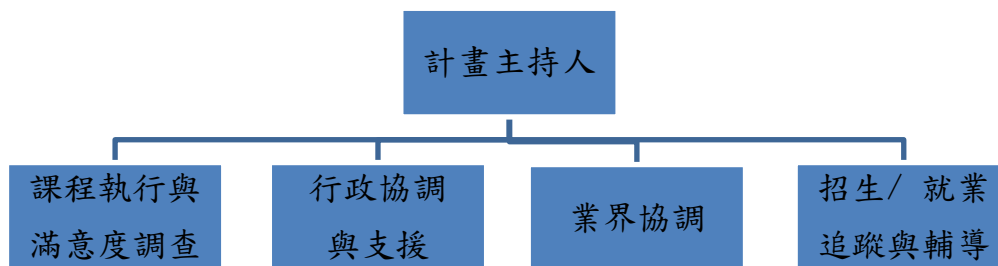 計畫主持人
課程執行與
滿意度調查
行政協調
與支援
業界協調
招生/ 就業
追蹤與輔導